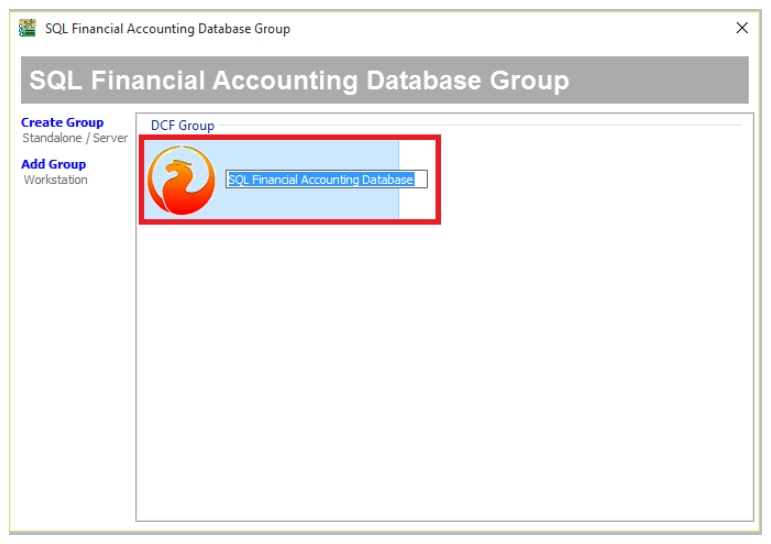 SQL Financial Accounting Database Group
SQL Financial Accounting Database Group
Create Group
Standalone / Server
Add Group
Workstation
DCF Group
SQL Financial Accounting Database